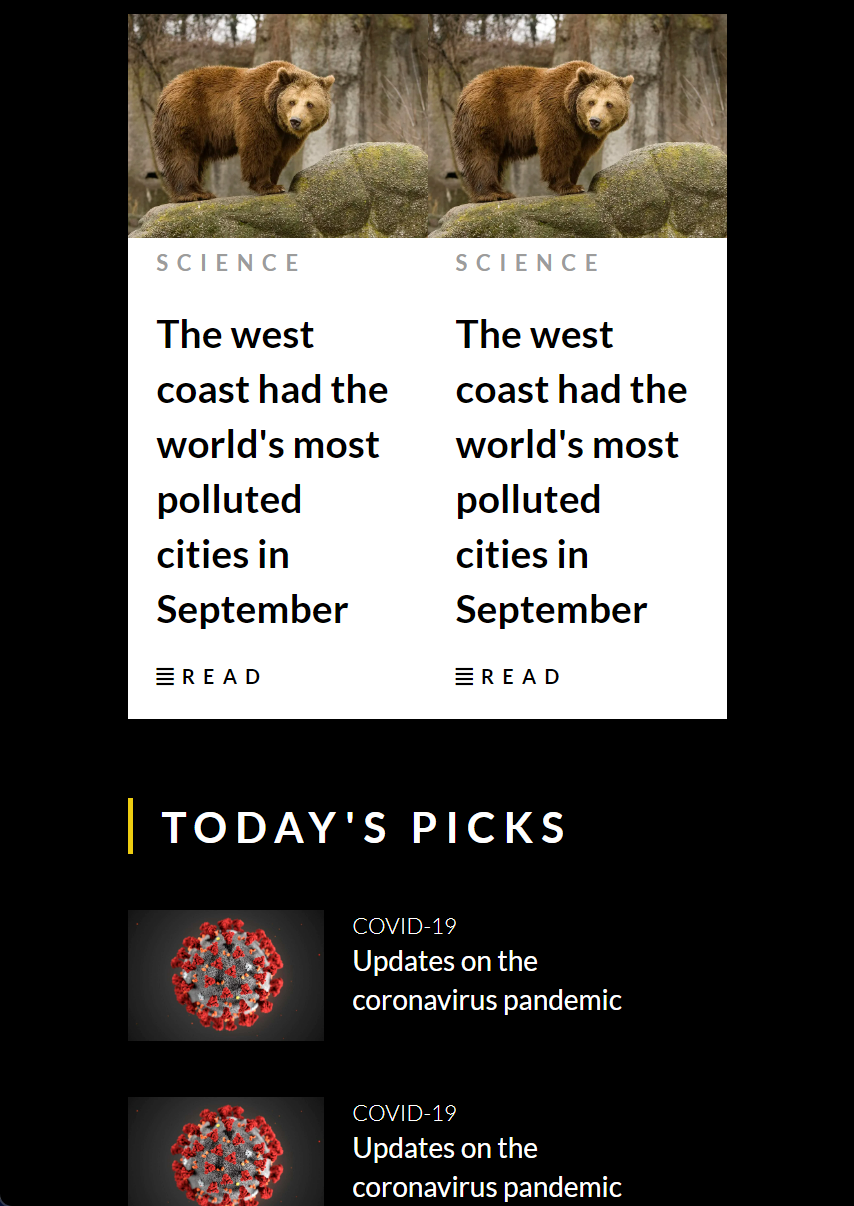 SCIENCE
The west
coast had the
world's most
polluted
cities in
September
READ
SCIENCE
The west
coast had the
world's most
polluted
cities in
September
READ
TODAY'S PICKS
COVID-19
Updates on the
coronavirus pandemic
COVID-19
Updates on the
coronavirus pandemic